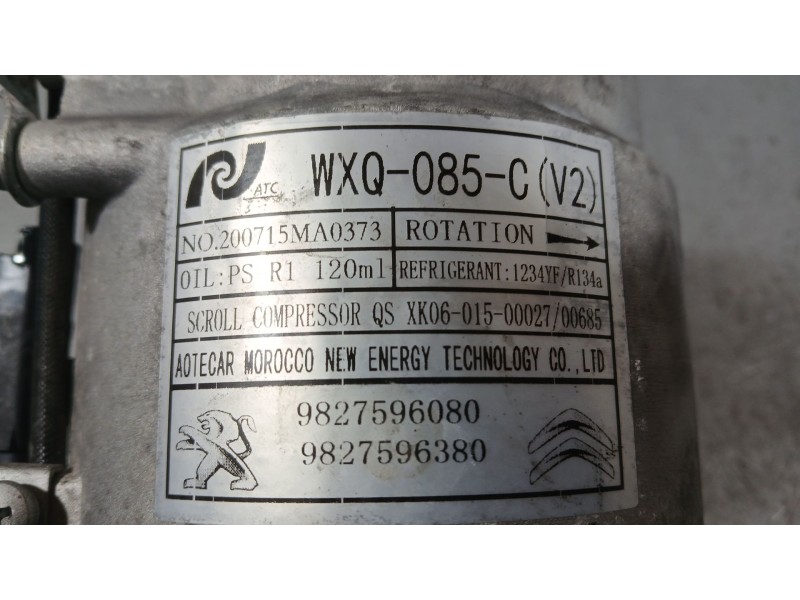 ATC
WXQ-085-C(V2)
NO.200715MA0373 ROTATION
OIL:PS R1 120ml REFRIGERANT:1234YF/R134a
SCROLL COMPRESSOR QS XK06-015-00027/00685
AOTECAR MOROCCO NEW ENERGY TECHNOLOGY CO.,LTD
9827596080
9827596380